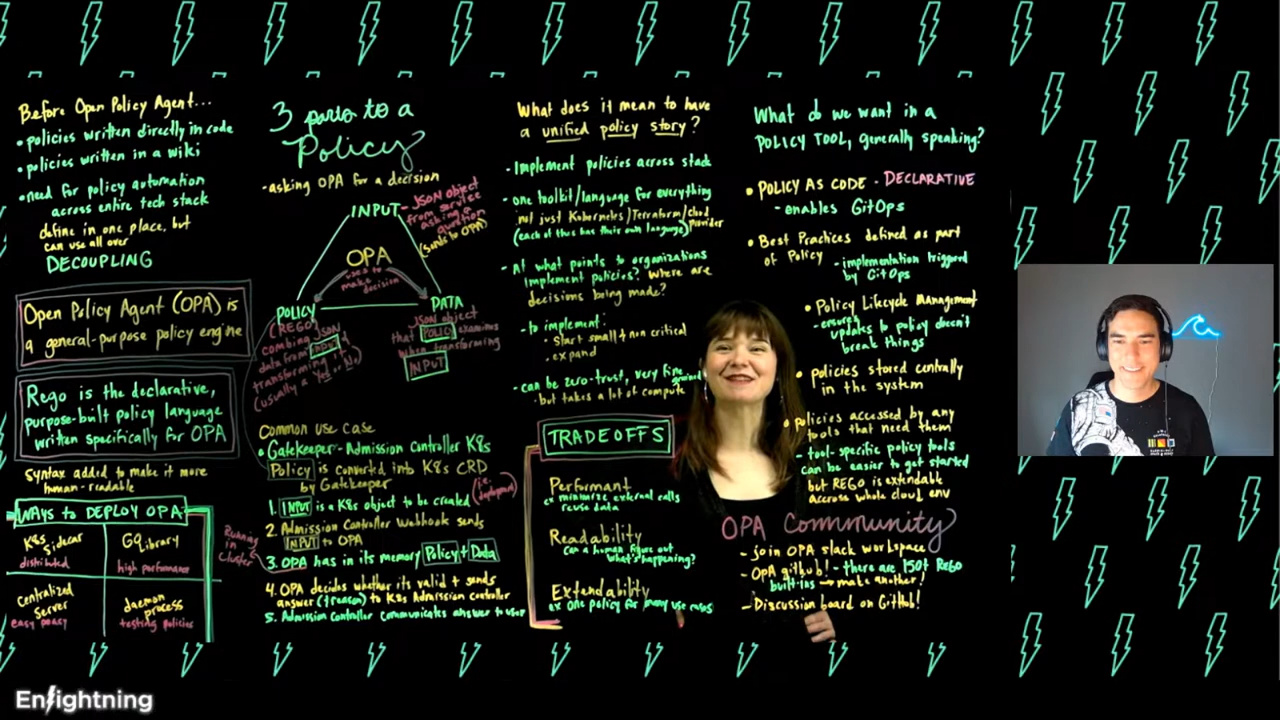 Before Open Policy Agent...
• policies written directly in code
• policies written in a wiki
• need for policy automation
across entire tech stack
define in one place, but
can use all over
DECOUPLING
Open Policy Agent (OPA) is
a general-purpose policy engine
Rego is the declarative,
purpose-built policy language
written specifically for OPA
syntax added to make it more
human-readable
WAYS to DEPLOY OPA
K8s sidecar
distributed
GO library
high performance
centralized
server
easy policy
daemon
process
testing policies
3 parts to a
Policy
- asking OPA for a decision
INPUT - JSON object
from service
asking a
question
(sends to OPA)
OPA
uses to
make decision
POLICY
(REGO)
combining JSON
data from INPUT +
transforming
(usually a Yes or No)
DATA
JSON object
that POLICY examines
when transforming
INPUT
Common Use Case
• Gatekeeper - Admission Controller K8s
Policy is converted into K8s CRD
by Gatekeeper
1. INPUT is a K8s object to be created (i.e. deployment)
2. Admission Controller Webhook sends
INPUT to OPA
Running
in
cluster
3. OPA has in its memory Policy + Data
4. OPA decides whether its valid + sends
answer (+reason) to K8s Admission Controller
5. Admission Controller communicates answer to user
What does it mean to have
a unified policy story?
- Implement policies across stack
- one toolkit/language for everything
not just Kubernetes/Terraform/cloud provider
(each of this has their own language)
- At what points to organizations
implement policies? Where are
decisions being made?
- to implement:
- start small + non critical
- expand
- can be zero-trust, very fine grained
- but takes a lot of compute
TRADEOFFS
Performant
ex minimize external calls
reuse data
Readability
can a human figure out
what's happening?
Extendability
ex One policy for many use cases
What do we want in a
POLICY TOOL, generally speaking?
• POLICY AS CODE - DECLARATIVE
- enables GitOps
• Best Practices defined as part
of Policy
- implementation triggered
by GitOps
• Policy Lifecycle Management
- ensures
updates to policy doesn't
break things
• policies stored centrally
in the system
• policies accessed by any
tools that need them
- tool-specific policy tools
can be easier to get started
but REGO is extendable
accross whole cloud env
OPA Community
- Join OPA slack workspace
- OPA github! - there are 150+ REGO
built-ins → make another!
- Discussion board on GitHub!
Enlightning